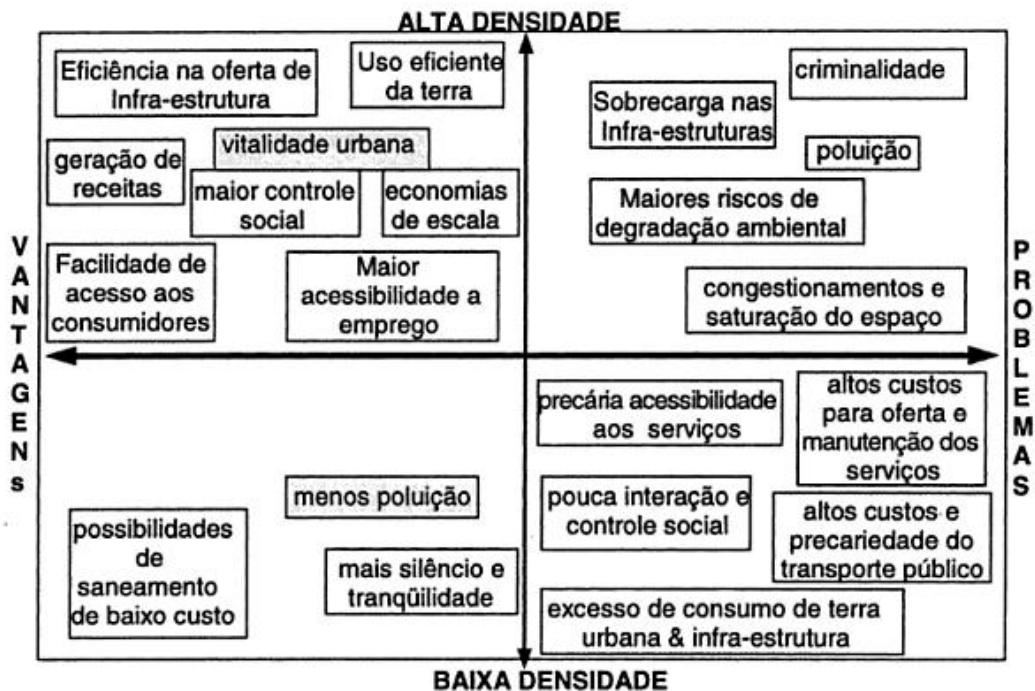 ALTA DENSIDADE
Eficiência na oferta de
Infra-estrutura
Uso eficiente
da terra
vitalidade urbana
geração de
receitas
maior controle
social
economias
de escala
Facilidade de
acesso aos
consumidores
Maior
acessibilidade a
emprego
criminalidade
Sobrecarga nas
Infra-estruturas
poluição
Maiores riscos de
degradação ambiental
congestionamentos e
saturação do espaço
VANTAGENs
PROBLEMAS
menos poluição
possibilidades
de
saneamento
de baixo custo
mais silêncio e
tranqüilidade
precária acessibilidade
aos serviços
altos custos
para oferta e
manutenção dos
serviços
pouca interação e
controle social
altos custos e
precariedade do
transporte público
excesso de consumo de terra
urbana & infra-estrutura
BAIXA DENSIDADE